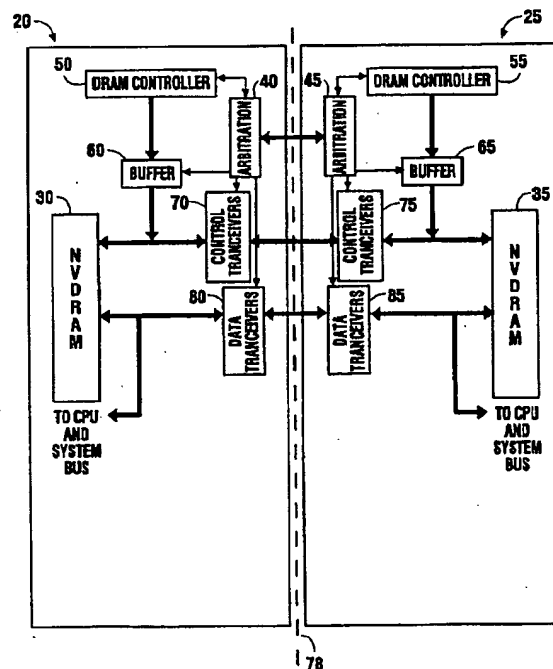 20
25
50
DRAM CONTROLLER
40
45
DRAM CONTROLLER
55
ARBITRATION
ARBITRATION
60
BUFFER
65
BUFFER
30
70
CONTROL
TRANCEIVERS
75
CONTROL
TRANCEIVERS
35
NVDRAM
NVDRAM
80
DATA
TRANCEIVERS
85
DATA
TRANCEIVERS
TO CPU
AND
SYSTEM
BUS
TO CPU
AND
SYSTEM
BUS
78